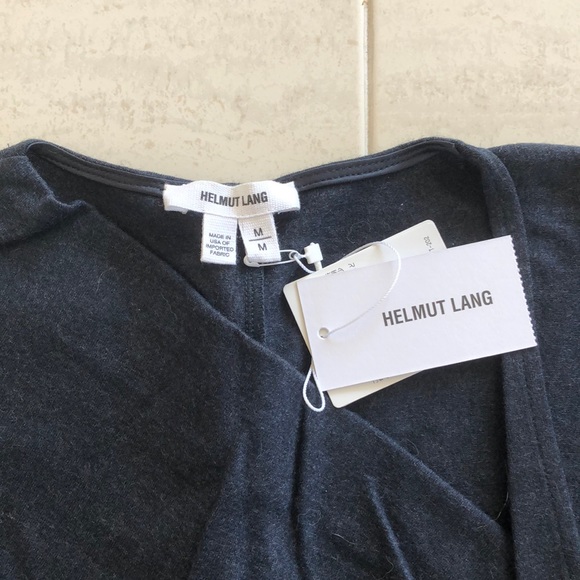 HELMUT LANG
MADE IN
USA OF
IMPORTED
FABRIC
M
M
HELMUT LANG